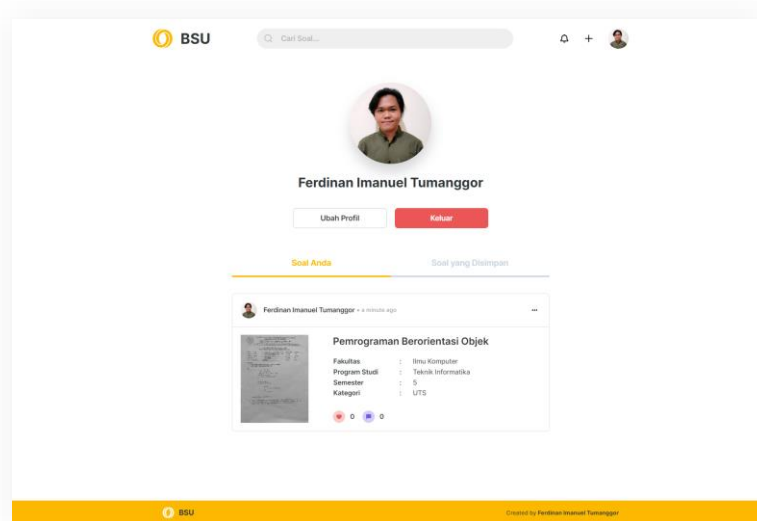 BSU
Cari Soal...
+
Ferdinan Imanuel Tumanggor
Ubah Profil
Keluar
Soal Anda
Soal yang Disimpan
Ferdinan Imanuel Tumanggor • a minute ago
...
Pemrograman Berorientasi Objek
Fakultas : Ilmu Komputer
Program Studi : Teknik Informatika
Semester : 5
Kategori : UTS
0 0
BSU
Created by Ferdinan Imanuel Tumanggor